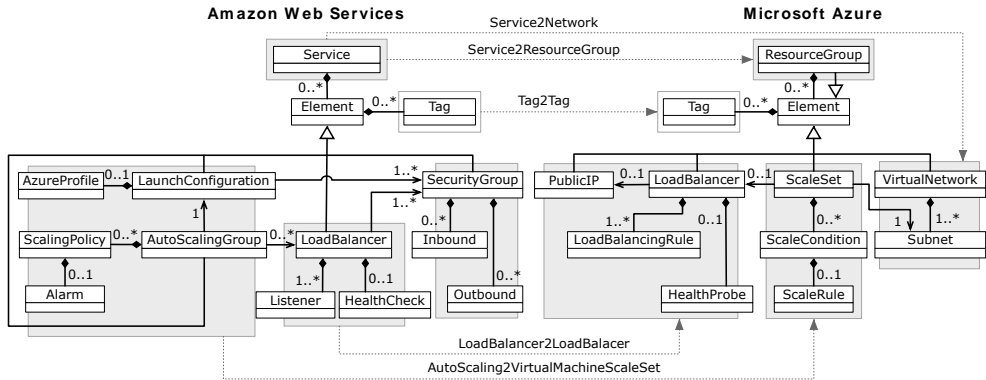 Amazon Web Services
Microsoft Azure
Service2Network
Service
Service2ResourceGroup
ResourceGroup
0..*
0..*
Element
0..*
Tag
Tag2Tag
Tag
0..*
Element
AzureProfile
0..1
LaunchConfiguration
1..*
SecurityGroup
PublicIP
0..1
LoadBalancer
0..1
ScaleSet
VirtualNetwork
1
1..*
0..*
1..*
0..1
0..*
1
1..*
ScalingPolicy
0..*
AutoScalingGroup
0..*
LoadBalancer
Inbound
LoadBalancingRule
ScaleCondition
Subnet
0..1
1..*
0..1
0..*
0..1
Alarm
Listener
HealthCheck
Outbound
HealthProbe
ScaleRule
LoadBalancer2LoadBalacer
AutoScaling2VirtualMachineScaleSet